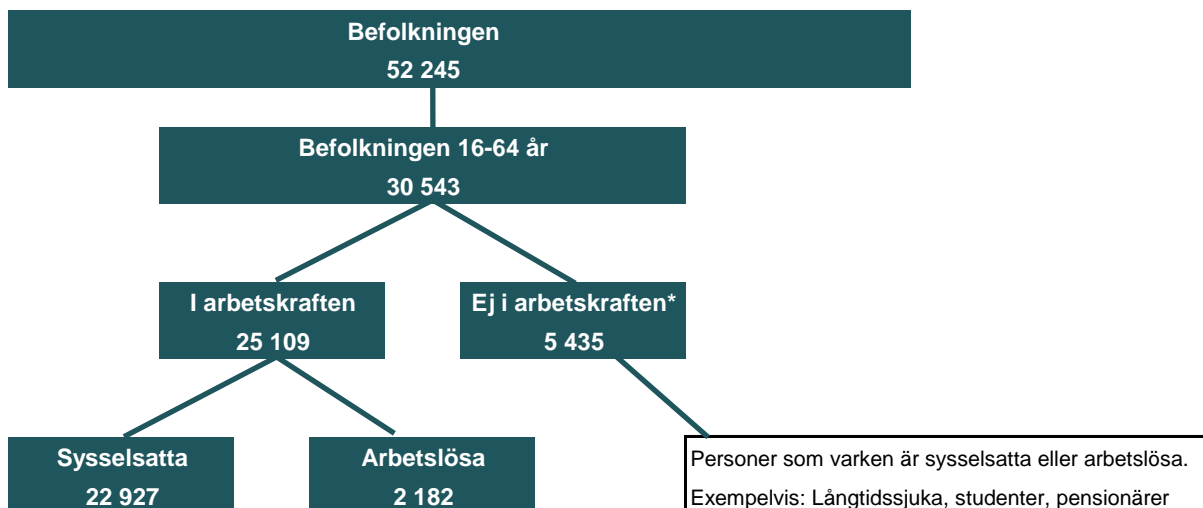 Befolkningen
52 245
Befolkningen 16-64 år
30 543
I arbetskraften
25 109
Ej i arbetskraften*
5 435
Sysselsatta
22 927
Arbetslösa
2 182
Personer som varken är sysselsatta eller arbetslösa.
Exempelvis: Långtidssjuka, studenter, pensionärer